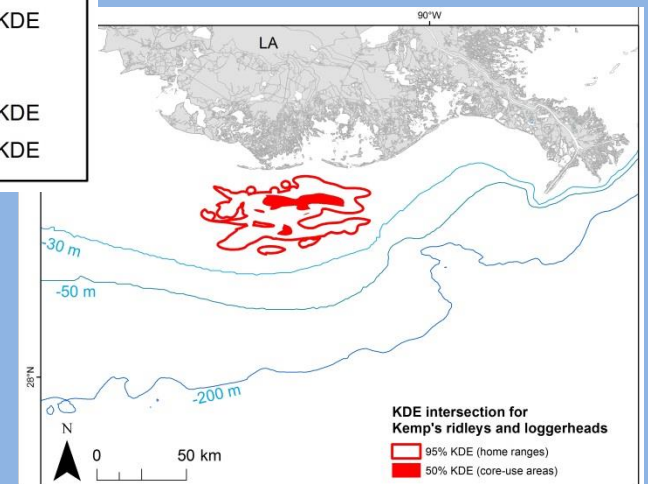 KDE
KDE
KDE
90°W
LA
-30 m
-50 m
28°N
-200 m
N
0 50 km
KDE intersection for
Kemp's ridleys and loggerheads
95% KDE (home ranges)
50% KDE (core-use areas)